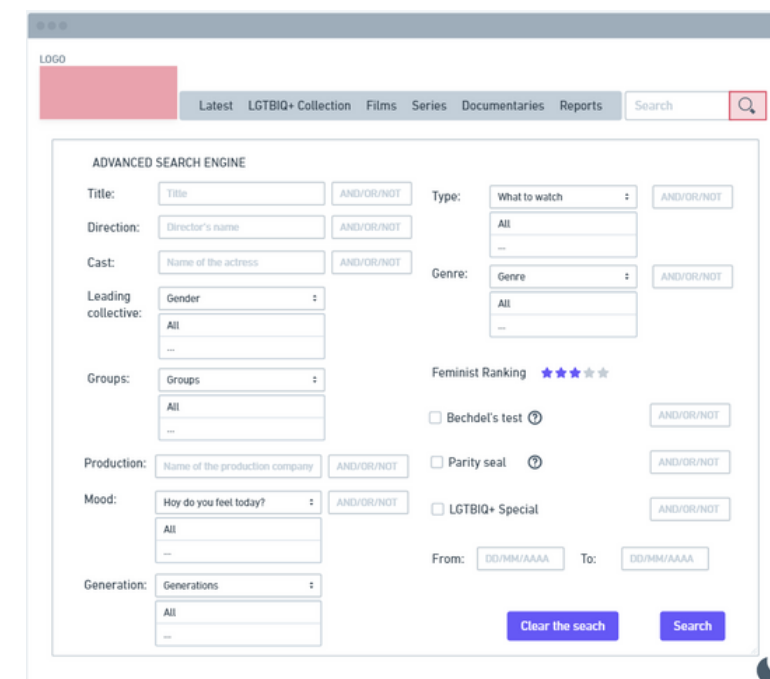 LOGO
Latest LGTBIQ+ Collection Films Series Documentaries Reports Search
ADVANCED SEARCH ENGINE
Title: Title AND/OR/NOT
Direction: Director's name AND/OR/NOT
Cast: Name of the actress AND/OR/NOT
Leading collective: Gender
All
...
Groups: Groups
All
...
Production: Name of the production company AND/OR/NOT
Mood: Hoy do you feel today? AND/OR/NOT
All
...
Generation: Generations
All
...
Type: What to watch AND/OR/NOT
All
...
Genre: Genre AND/OR/NOT
All
...
Feminist Ranking
Bechdel's test ? AND/OR/NOT
Parity seal ? AND/OR/NOT
LGTBIQ+ Special AND/OR/NOT
From: DD/MM/AAAA To: DD/MM/AAAA
Clear the seach Search